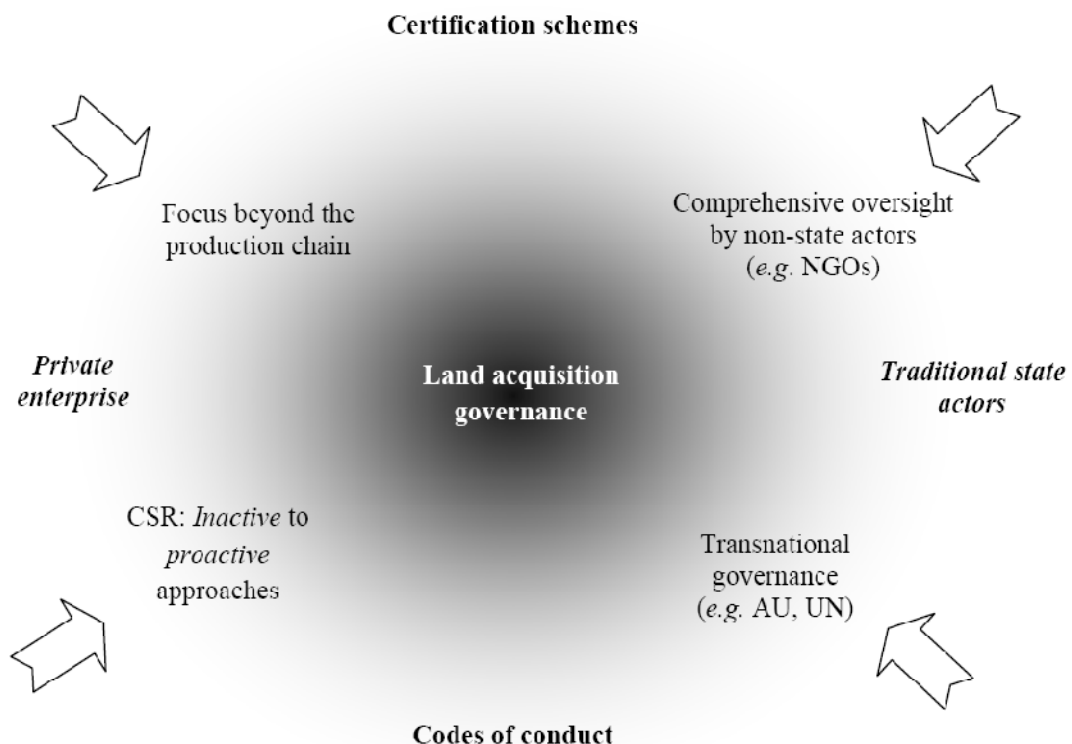 Certification schemes
Focus beyond the
production chain
Comprehensive oversight
by non-state actors
(e.g. NGOs)
Private
enterprise
Land acquisition
governance
Traditional state
actors
CSR: Inactive to
proactive
approaches
Transnational
governance
(e.g. AU, UN)
Codes of conduct